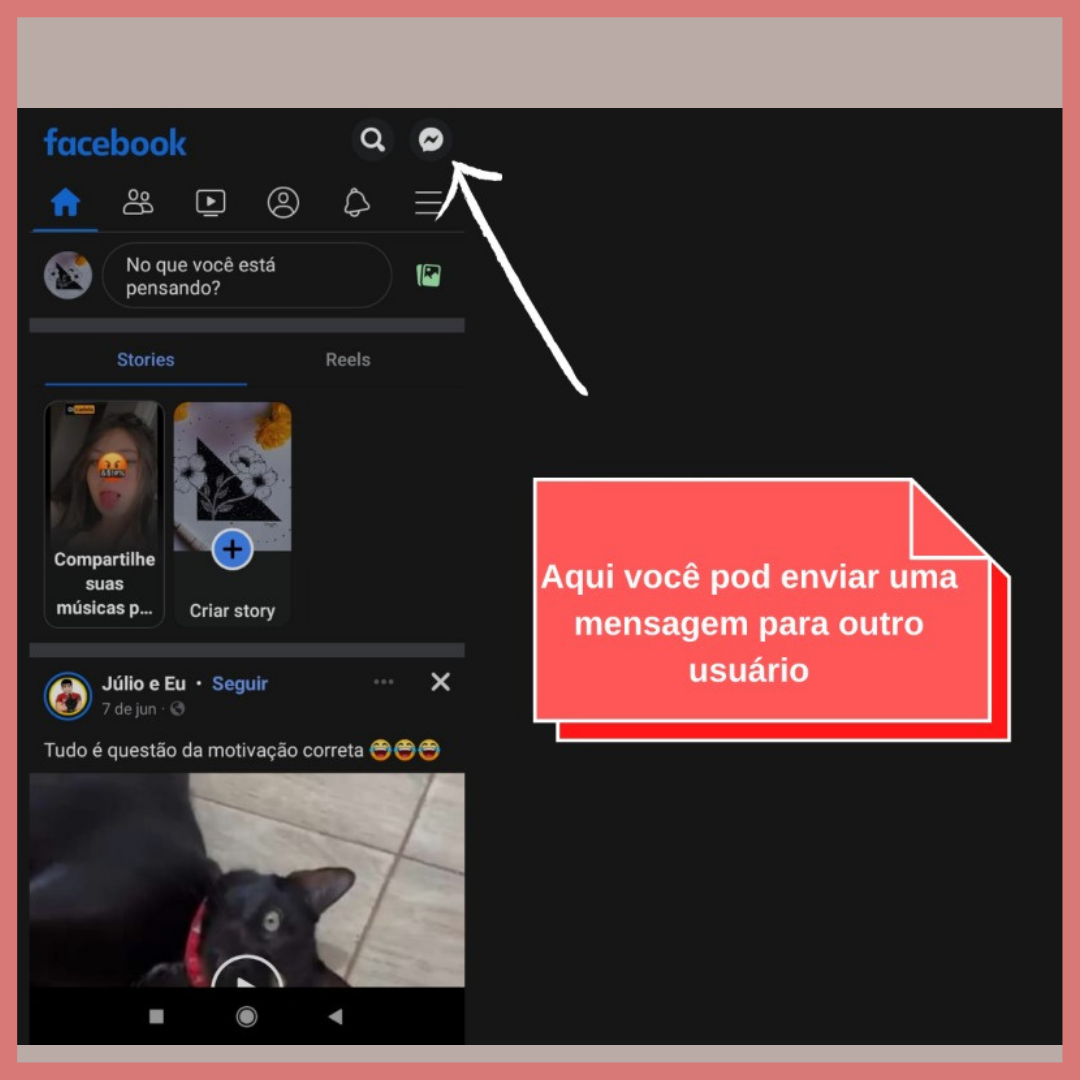 facebook
No que você está
pensando?
Stories
Reels
Compartilhe
suas
músicas p...
Criar story
Júlio e Eu • Seguir
7 de jun ·
Tudo é questão da motivação correta 😂😂😂
Aqui você pod enviar uma
mensagem para outro
usuário